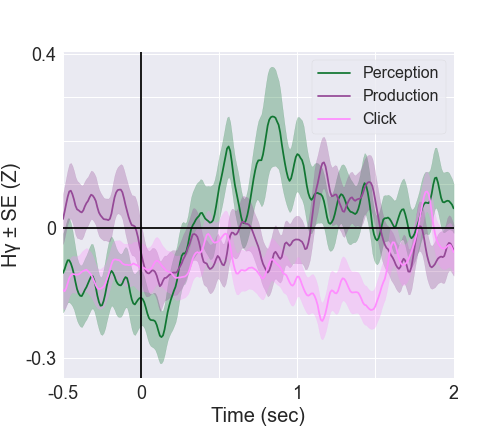 0.4
Perception
Production
Click
Hγ ± SE (Z)
0
-0.3
-0.5 0 1 2
Time (sec)